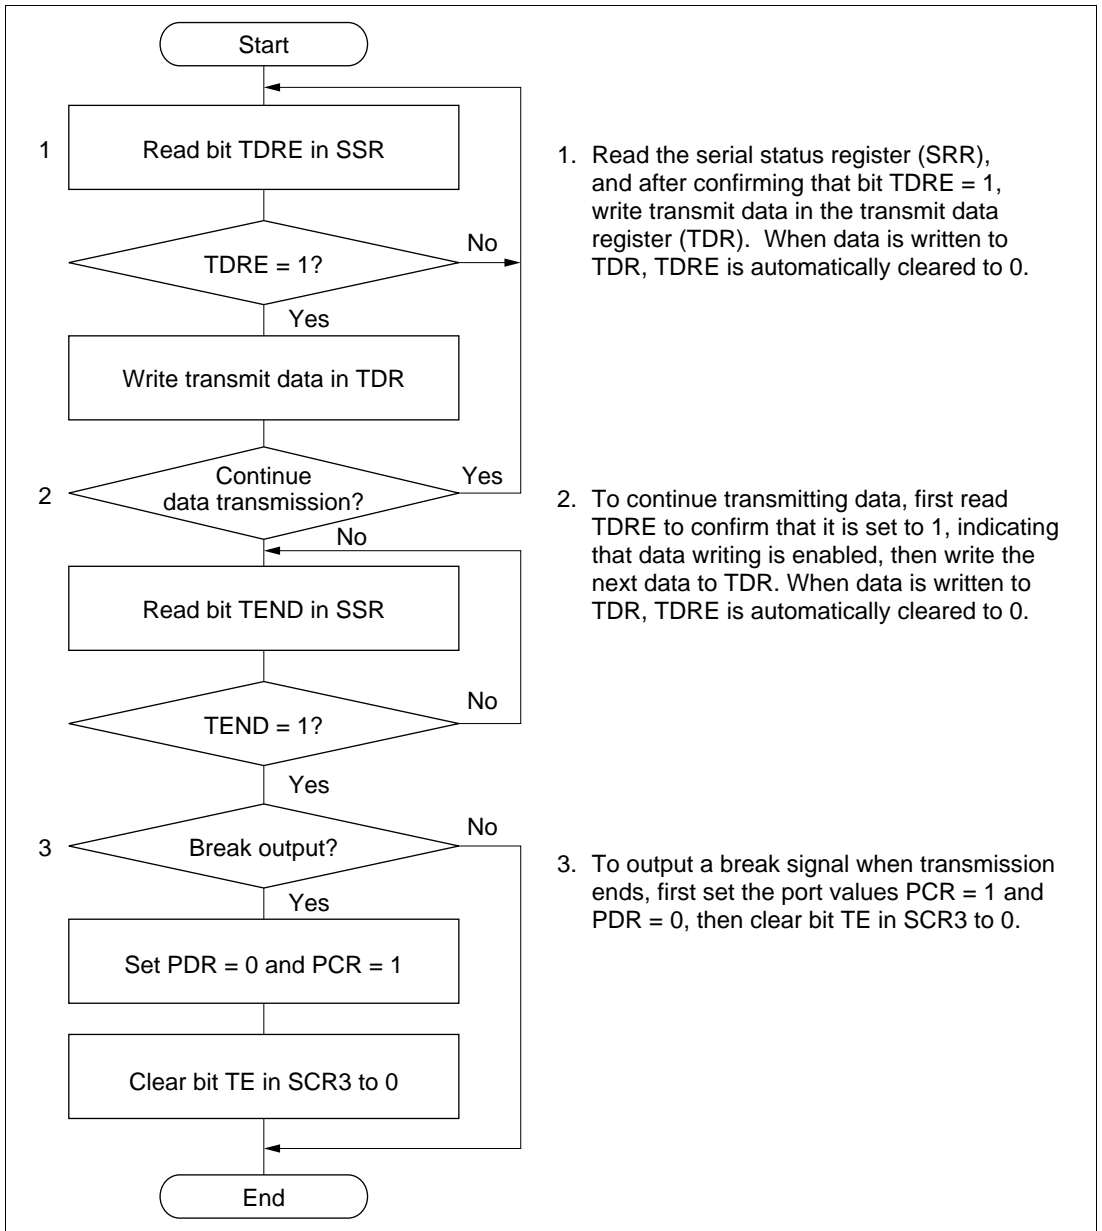 Start
1
Read bit TDRE in SSR
TDRE = 1?
No
Yes
Write transmit data in TDR
2
Continue
data transmission?
Yes
No
Read bit TEND in SSR
TEND = 1?
No
Yes
3
Break output?
No
Yes
Set PDR = 0 and PCR = 1
Clear bit TE in SCR3 to 0
End
1. Read the serial status register (SRR),
and after confirming that bit TDRE = 1,
write transmit data in the transmit data
register (TDR). When data is written to
TDR, TDRE is automatically cleared to 0.
2. To continue transmitting data, first read
TDRE to confirm that it is set to 1, indicating
that data writing is enabled, then write the
next data to TDR. When data is written to
TDR, TDRE is automatically cleared to 0.
3. To output a break signal when transmission
ends, first set the port values PCR = 1 and
PDR = 0, then clear bit TE in SCR3 to 0.